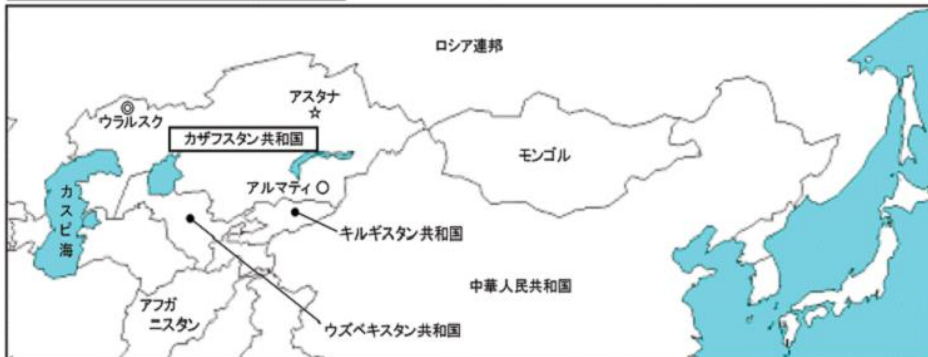 ロシア連邦
アスタナ
ウラルスク
カザフスタン共和国
モンゴル
アルマティ
カスピ海
キルギスタン共和国
中華人民共和国
アフガ
ニスタン
ウズベキスタン共和国